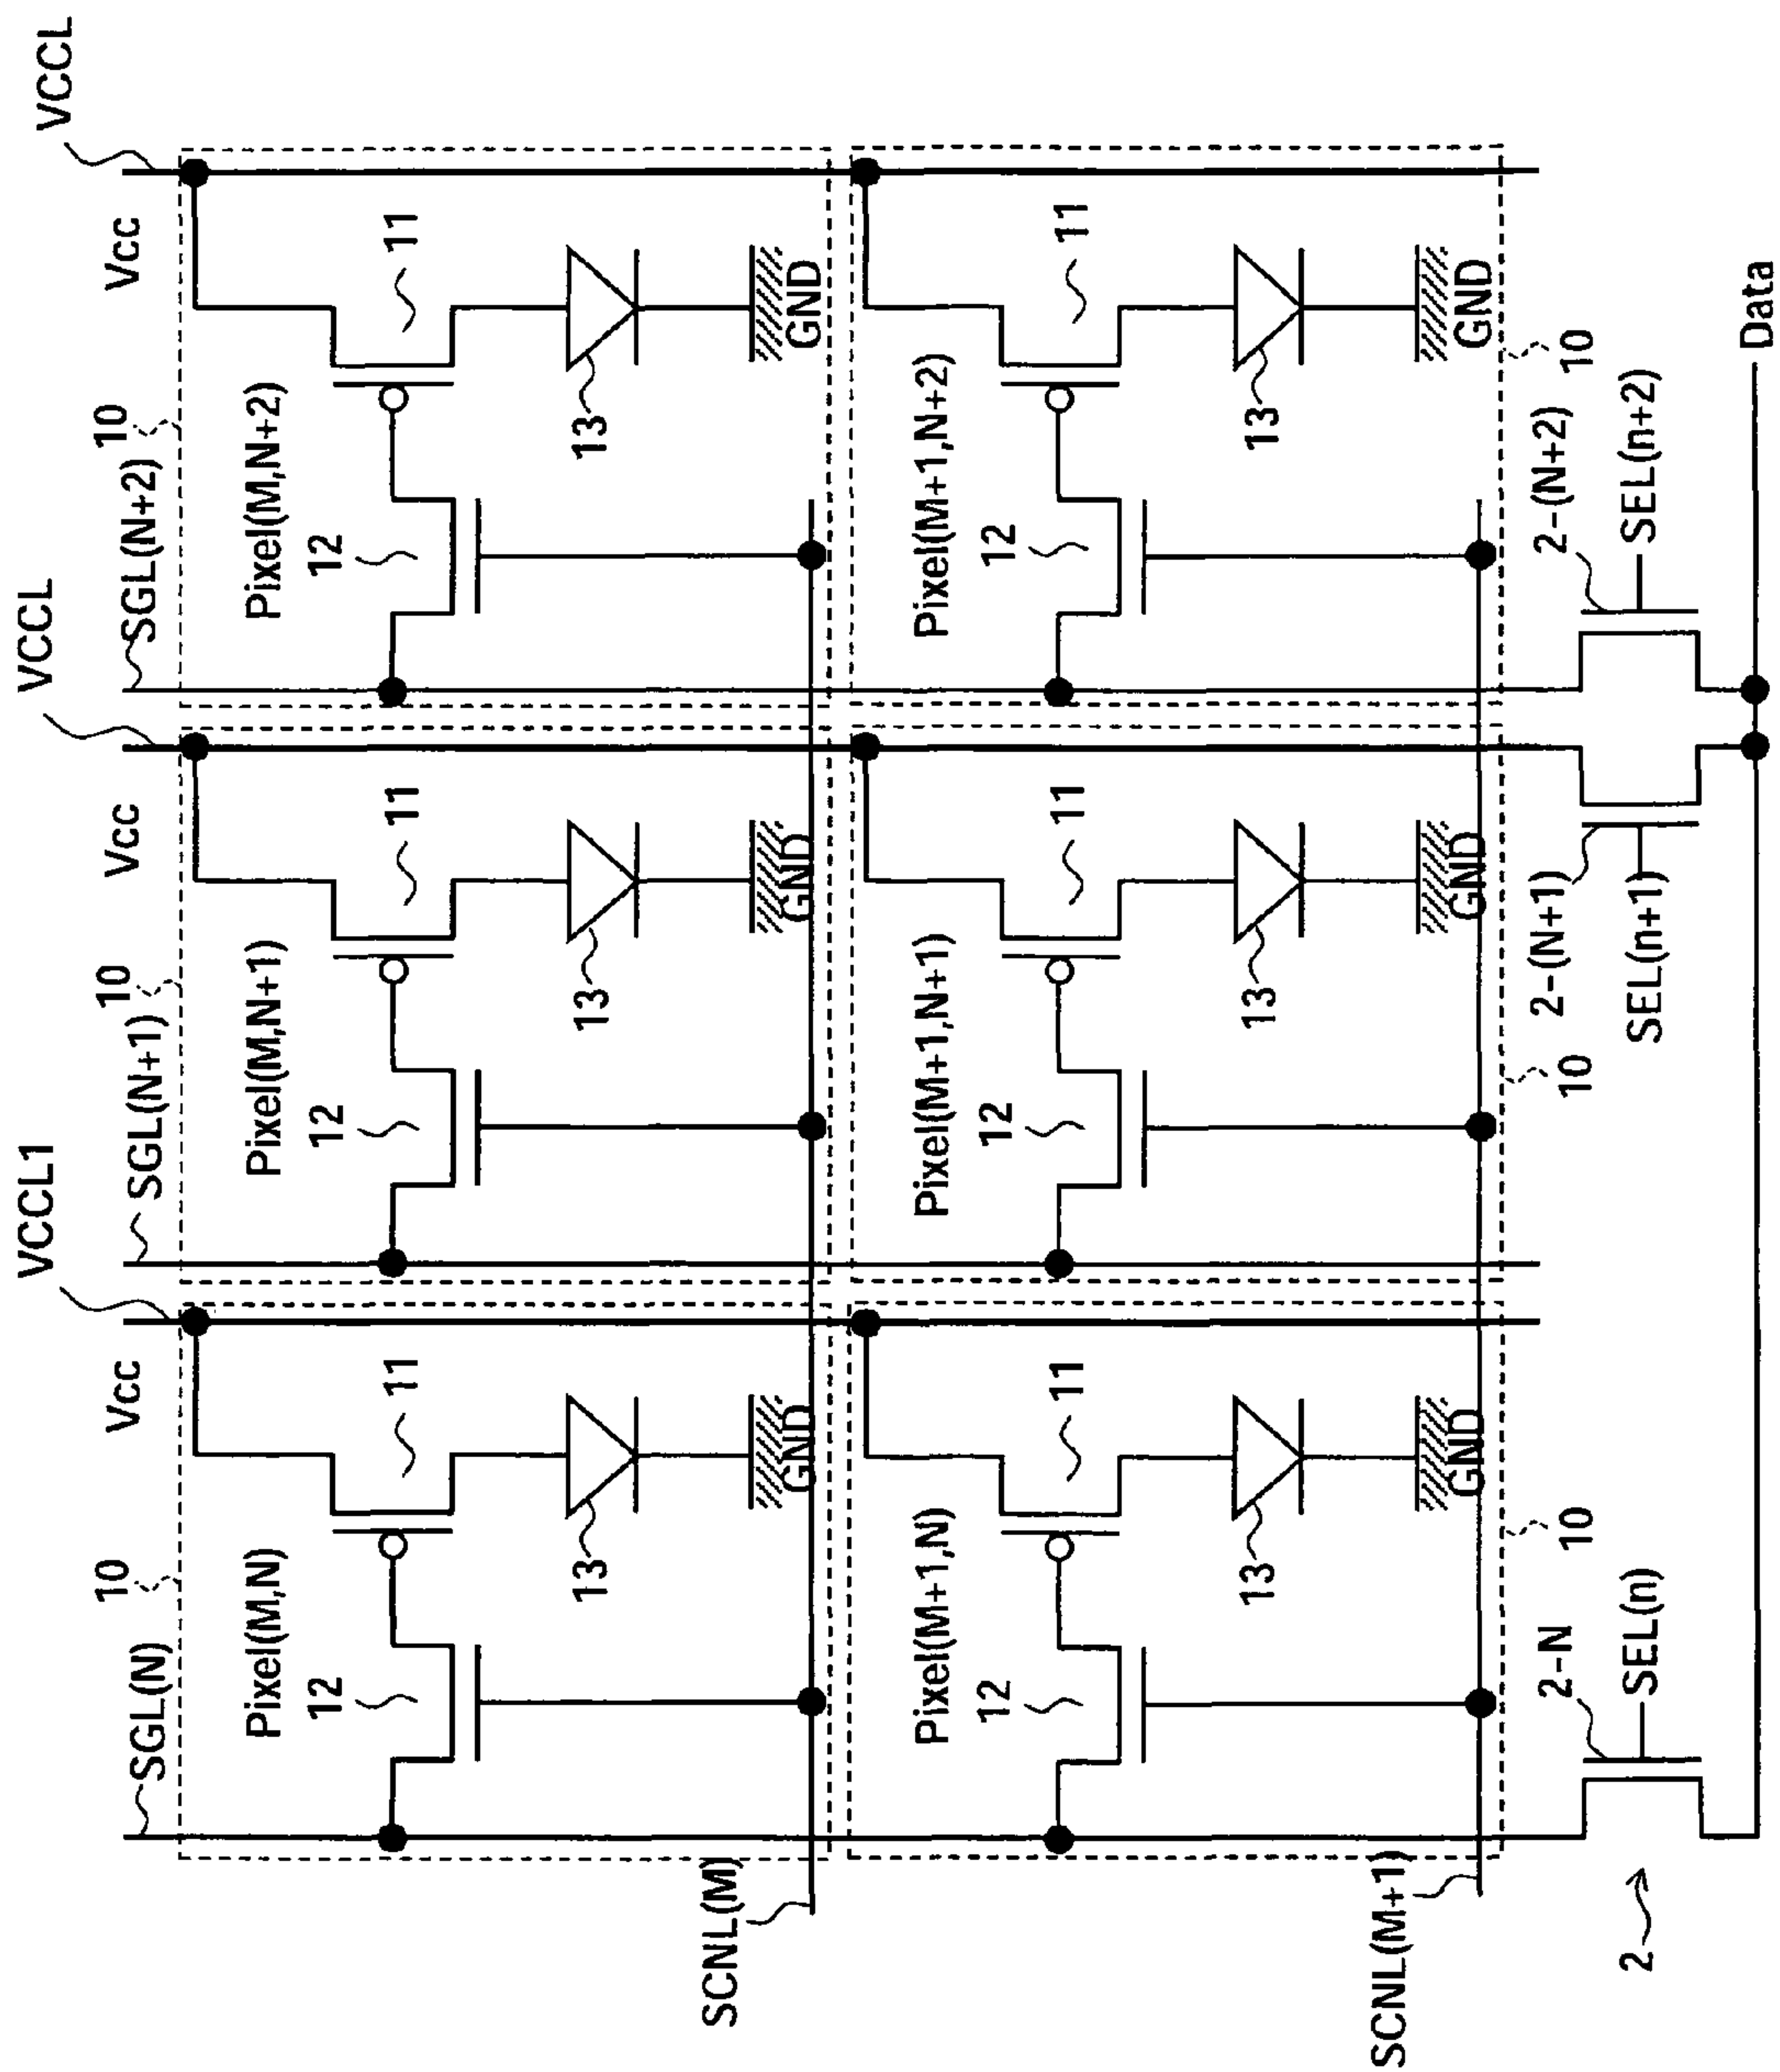 VCCL1
VCCL
VCCL
SGL(N)
10
Vcc
SGL(N+1)
10
Vcc
SGL(N+2)
10
Vcc
Pixel(M,N)
Pixel(M,N+1)
Pixel(M,N+2)
12
11
12
11
12
11
13
13
13
SCNL(M)
GND
GND
GND
Pixel(M+1,N)
Pixel(M+1,N+1)
Pixel(M+1,N+2)
12
11
12
11
12
11
13
13
13
SCNL(M+1)
GND
GND
GND
2-N
10
10
2-(N+1)
2-(N+2)
10
2
SEL(n)
SEL(n+1)
SEL(n+2)
Data